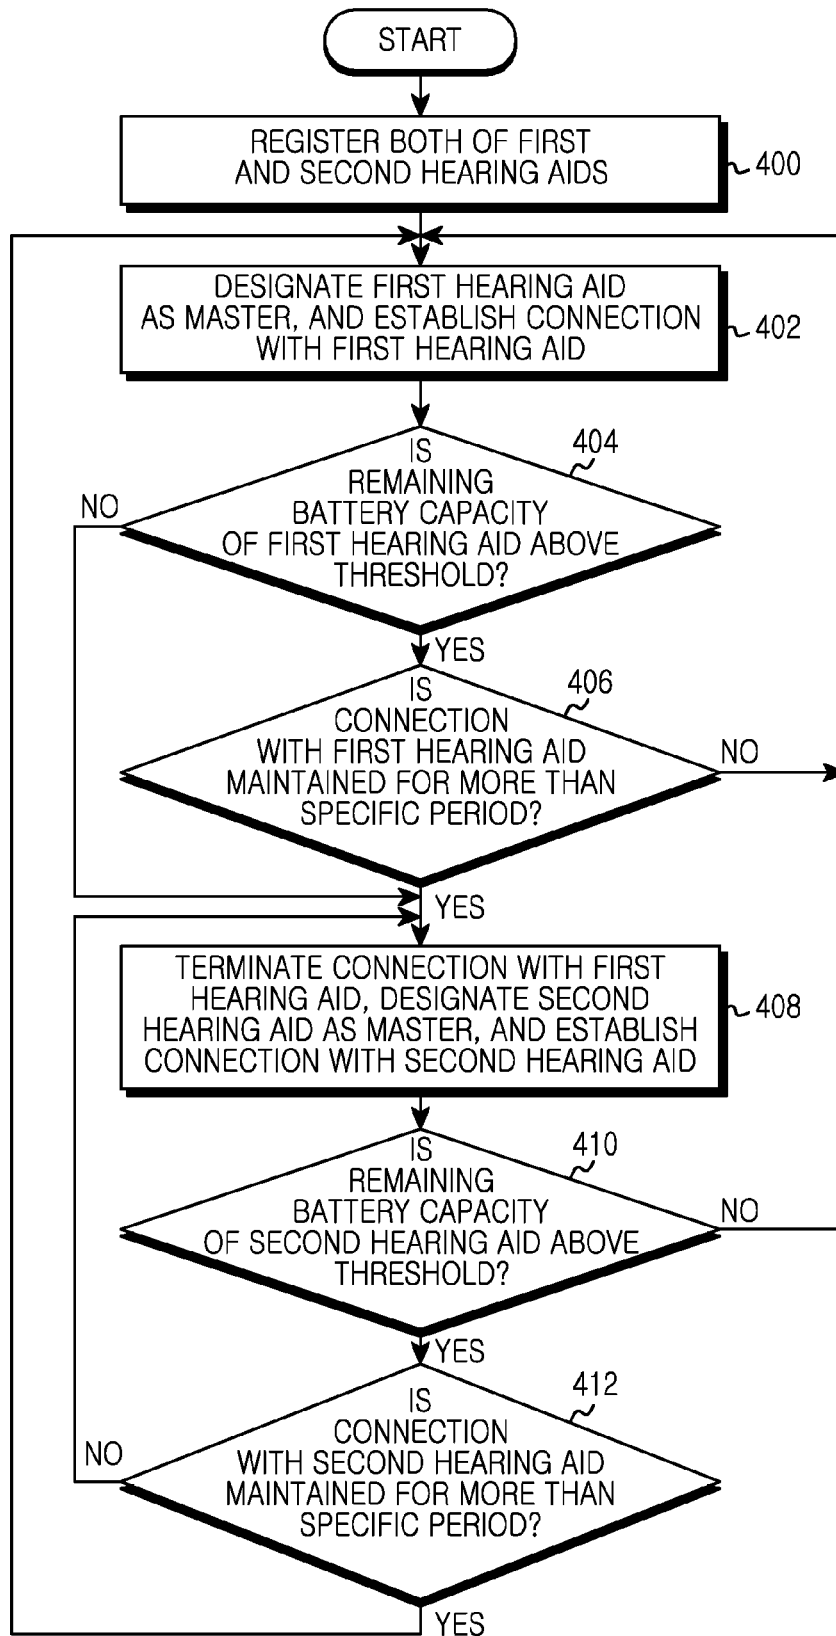 START
REGISTER BOTH OF FIRST
AND SECOND HEARING AIDS
400
DESIGNATE FIRST HEARING AID
AS MASTER, AND ESTABLISH CONNECTION
WITH FIRST HEARING AID
402
404
IS
REMAINING
BATTERY CAPACITY
OF FIRST HEARING AID ABOVE
THRESHOLD?
NO
YES
406
IS
CONNECTION
WITH FIRST HEARING AID
MAINTAINED FOR MORE THAN
SPECIFIC PERIOD?
NO
YES
TERMINATE CONNECTION WITH FIRST
HEARING AID, DESIGNATE SECOND
HEARING AID AS MASTER, AND ESTABLISH
CONNECTION WITH SECOND HEARING AID
408
410
IS
REMAINING
BATTERY CAPACITY
OF SECOND HEARING AID ABOVE
THRESHOLD?
NO
YES
412
IS
CONNECTION
WITH SECOND HEARING AID
MAINTAINED FOR MORE THAN
SPECIFIC PERIOD?
NO
YES